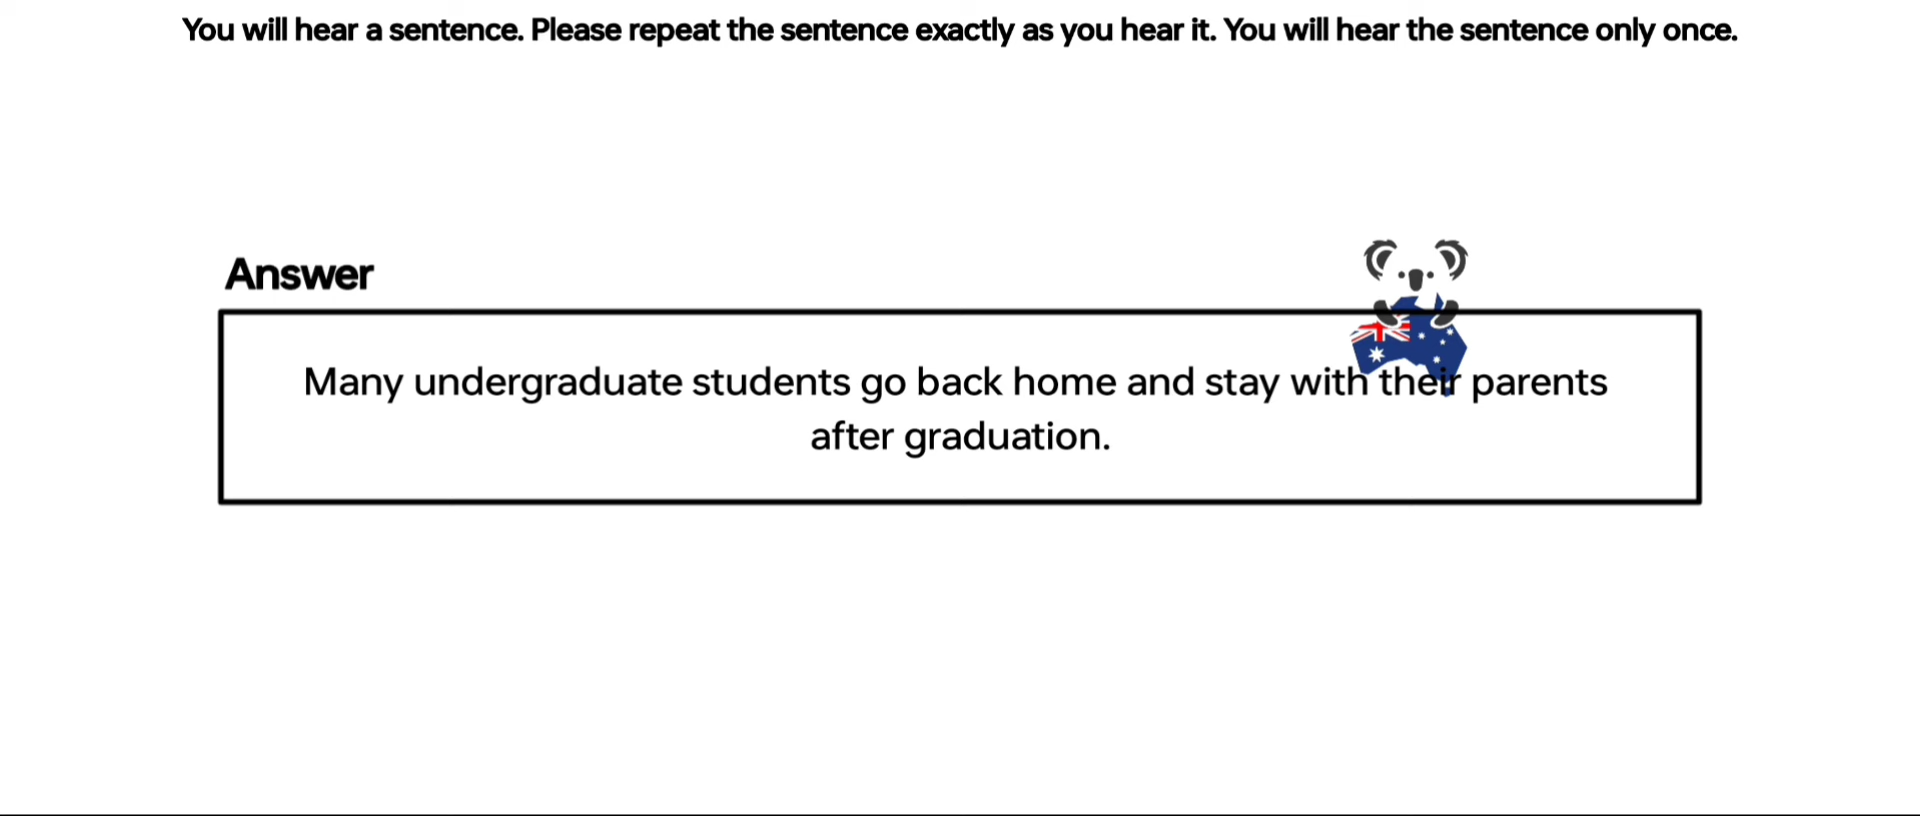 You will hear a sentence. Please repeat the sentence exactly as you hear it. You will hear the sentence only once.
Answer
Many undergraduate students go back home and stay with their parents
after graduation.